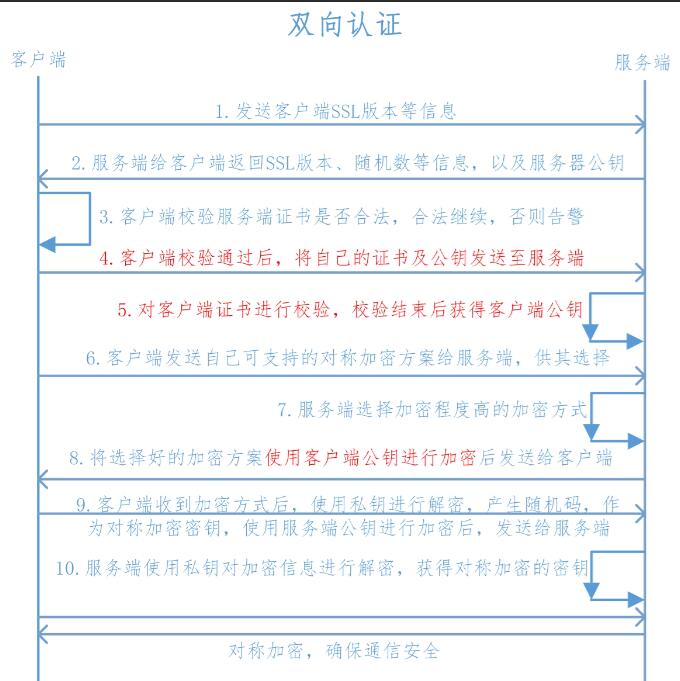 双向认证
客户端
服务端
1.发送客户端SSL版本等信息
2.服务端给客户端返回SSL版本、随机数等信息，以及服务器公钥
3.客户端校验服务端证书是否合法，合法继续，否则告警
4.客户端校验通过后，将自己的证书及公钥发送至服务端
5.对客户端证书进行校验，校验结束后获得客户端公钥
6.客户端发送自己可支持的对称加密方案给服务端，供其选择
7.服务端选择加密程度高的加密方式
8.将选择好的加密方案使用客户端公钥进行加密后发送给客户端
9.客户端收到加密方式后，使用私钥进行解密，产生随机码，作
为对称加密密钥，使用服务端公钥进行加密后，发送给服务端
10.服务端使用私钥对加密信息进行解密，获得对称加密的密钥
对称加密，确保通信安全